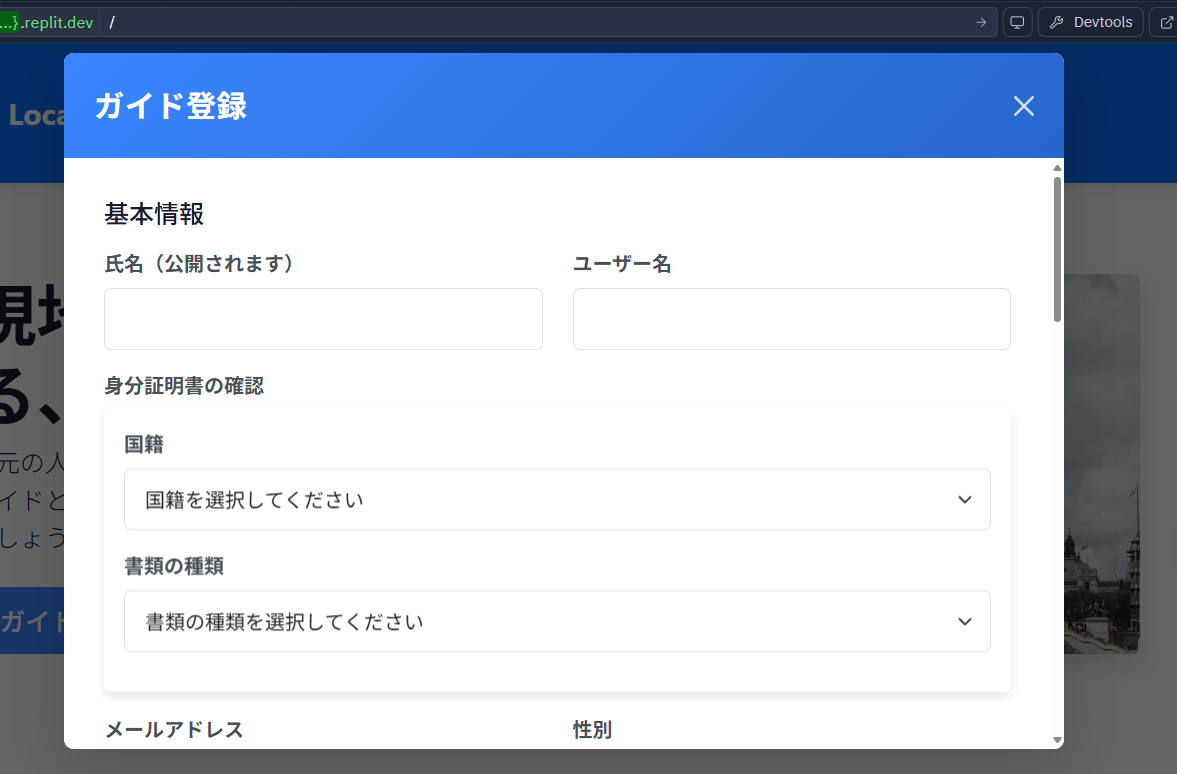 ...}.replit.dev /
Devtools
Loca
ガイド登録
基本情報
氏名（公開されます）
ユーザー名
身分証明書の確認
国籍
国籍を選択してください
書類の種類
書類の種類を選択してください
メールアドレス
性別
現地
る、
元の人
イドと
しょう
ガイド